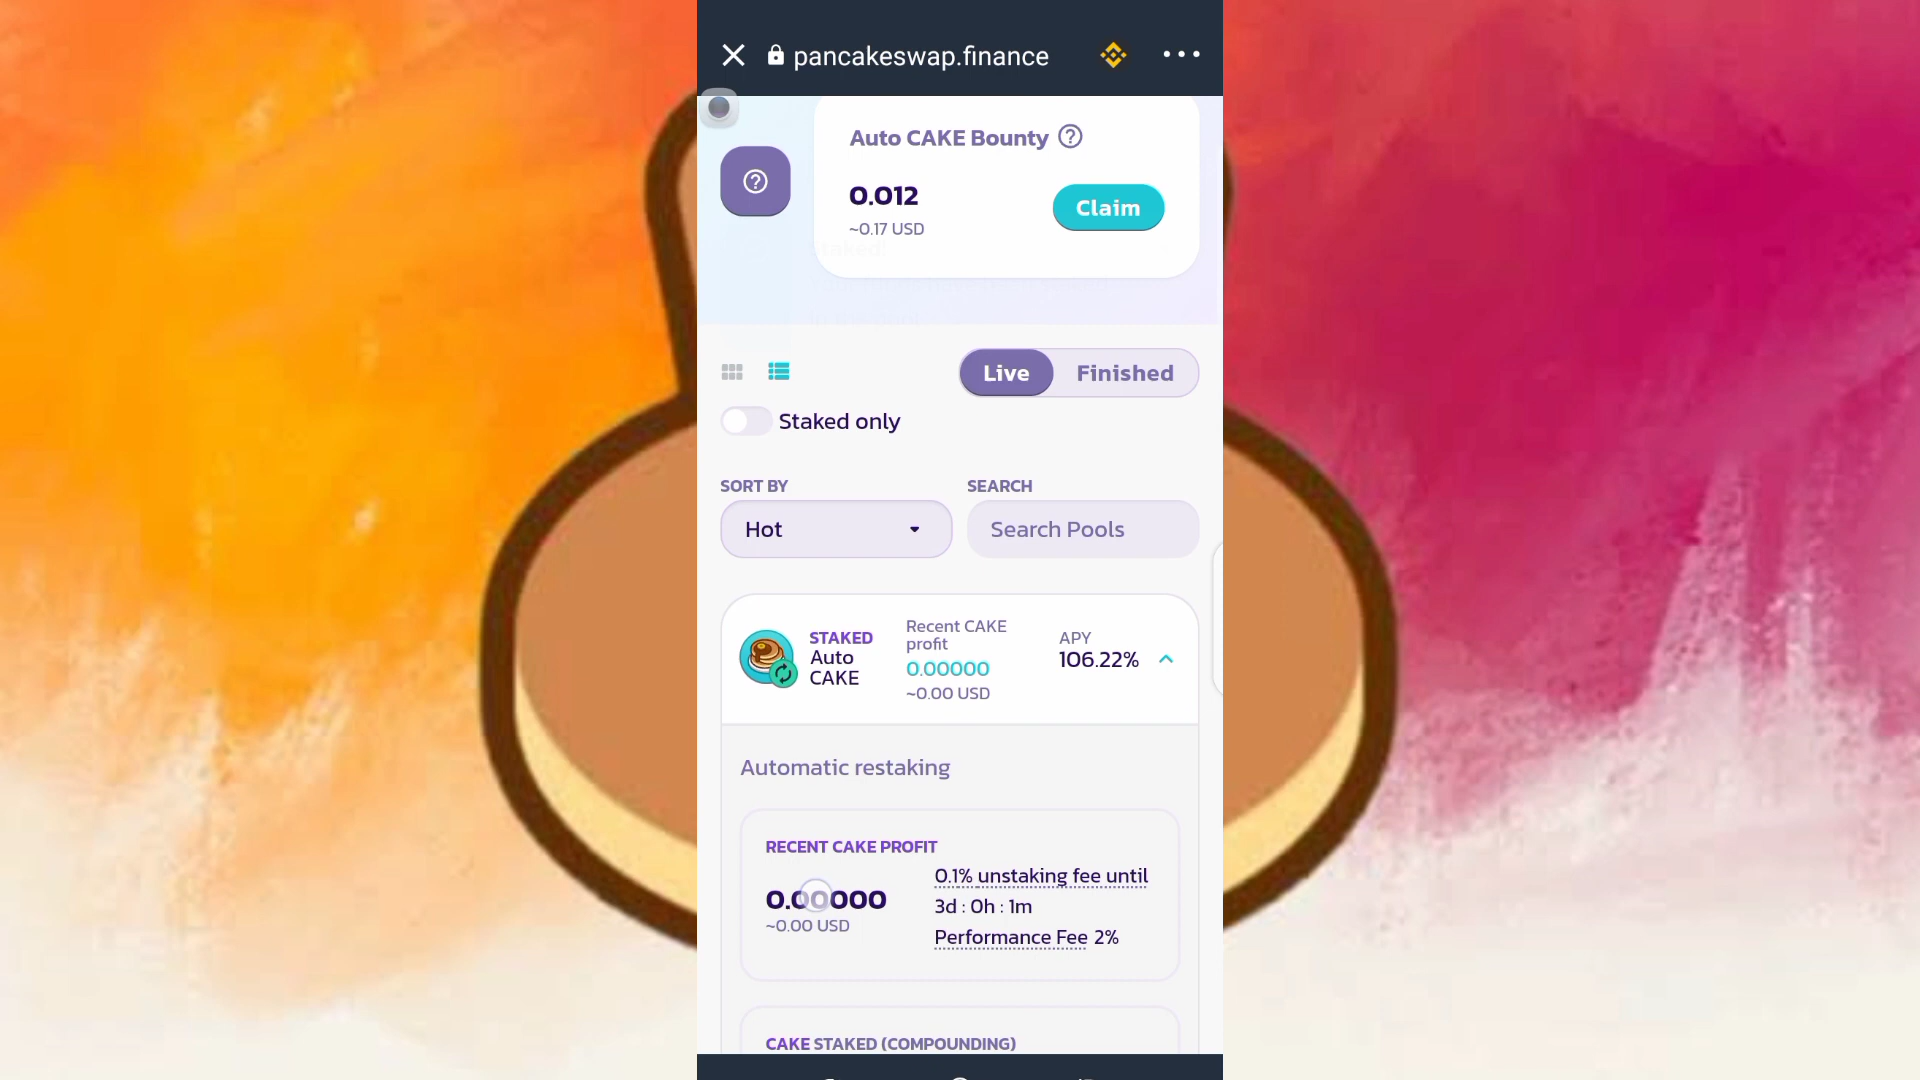 pancakeswap.finance
Auto CAKE Bounty
0.012
~0.17 USD
Claim
Live
Finished
Staked only
SORT BY
SEARCH
Hot
Search Pools
STAKED
Auto
CAKE
Recent CAKE
profit
0.00000
~0.00 USD
APY
106.22%
Automatic restaking
RECENT CAKE PROFIT
0.00000
~0.00 USD
0.1% unstaking fee until
3d : 0h : 1m
Performance Fee 2%
CAKE STAKED (COMPOUNDING)